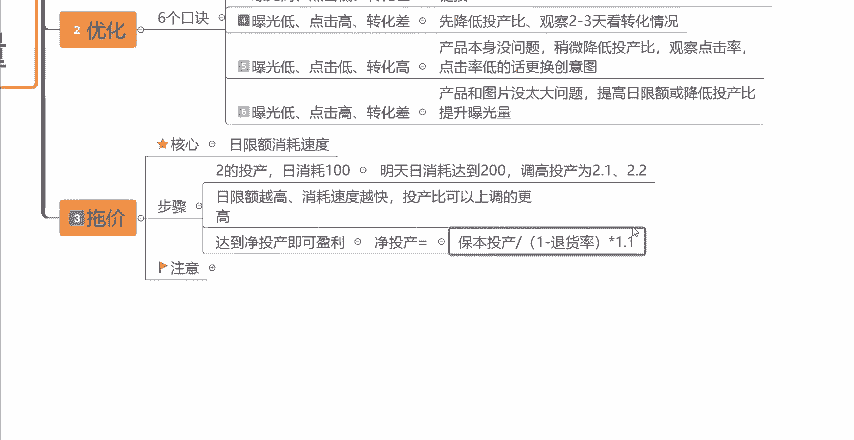 2 优化
6个口诀
4 曝光低、点击高、转化差
先降低投产比、观察2-3天看转化情况
5 曝光低、点击低、转化高
产品本身没问题，稍微降低投产比，观察点击率，
点击率低的话更换创意图
6 曝光低、点击高、转化差
产品和图片没太大问题，提高日限额或降低投产比
提升曝光量
3 拖价
核心
日限额消耗速度
步骤
2的投产，日消耗100
明天日消耗达到200，调高投产为2.1、2.2
日限额越高、消耗速度越快，投产比可以上调的更
高
达到净投产即可盈利
净投产=
保本投产/（1-退货率）*1.1
注意